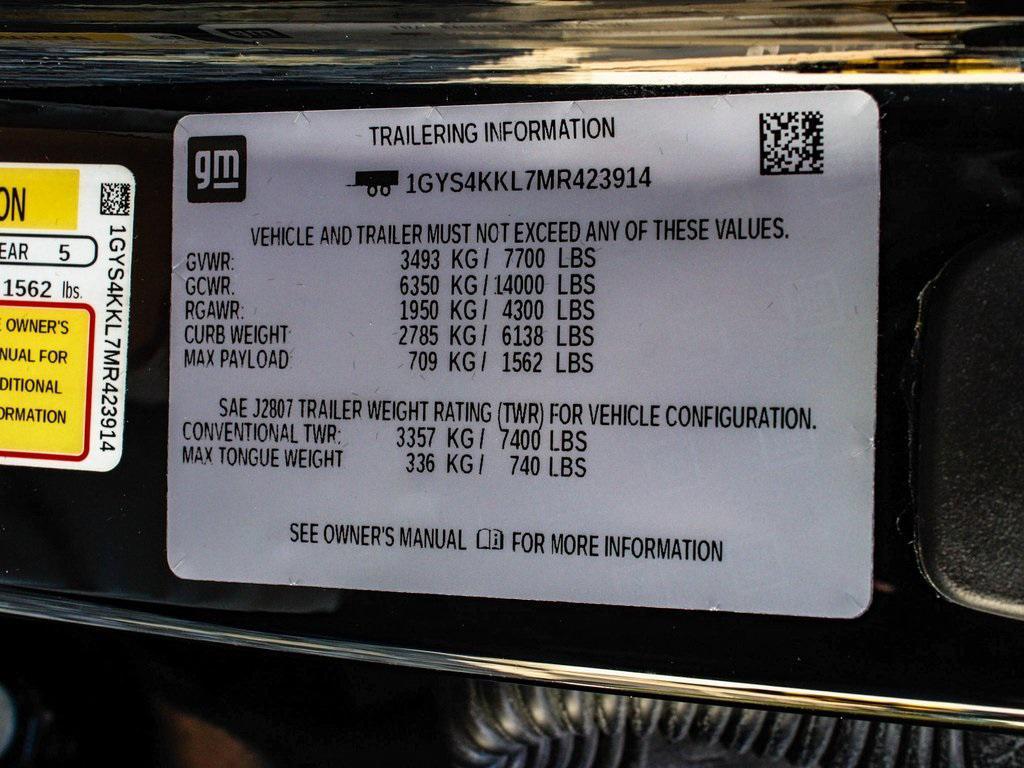 gm
TRAILERING INFORMATION
1GYS4KKL7MR423914
VEHICLE AND TRAILER MUST NOT EXCEED ANY OF THESE VALUES.
GVWR: 3493 KG/ 7700 LBS
GCWR. 6350 KG/ 14000 LBS
RGAWR: 1950 KG/ 4300 LBS
CURB WEIGHT 2785 KG/ 6138 LBS
MAX PAYLOAD 709 KG/ 1562 LBS
SAE J2807 TRAILER WEIGHT RATING (TWR) FOR VEHICLE CONFIGURATION.
CONVENTIONAL TWR: 3357 KG/ 7400 LBS
MAX TONGUE WEIGHT 336 KG/ 740 LBS
SEE OWNER'S MANUAL FOR MORE INFORMATION
ON
EAR 5
1562 lbs.
E OWNER'S
NUAL FOR
DITIONAL
ORMATION
1GYS4KKL7MR423914